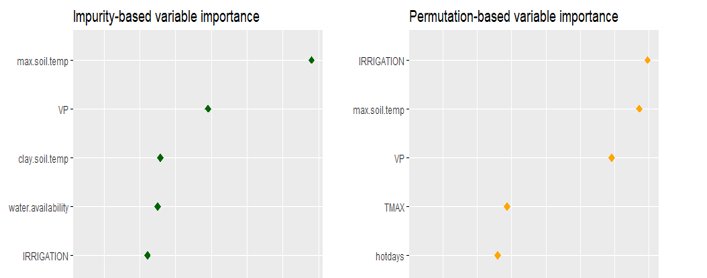 Impurity-based variable importance
max.soil.temp
VP
clay.soil.temp
water.availability
IRRIGATION
Permutation-based variable importance
IRRIGATION
max.soil.temp
VP
TMAX
hotdays